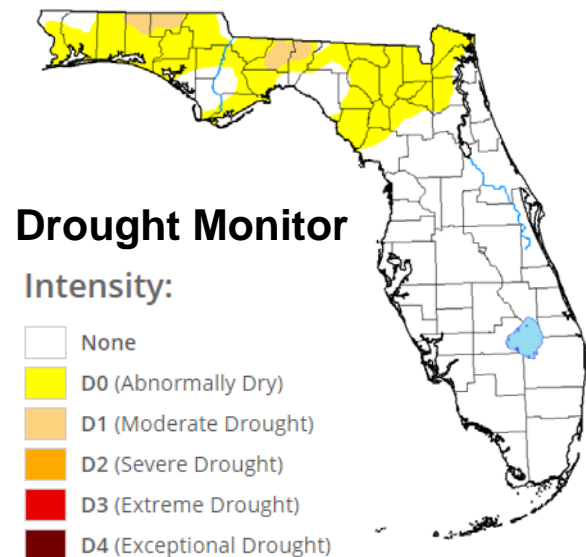 Drought Monitor
Intensity:
None
D0 (Abnormally Dry)
D1 (Moderate Drought)
D2 (Severe Drought)
D3 (Extreme Drought)
D4 (Exceptional Drought)